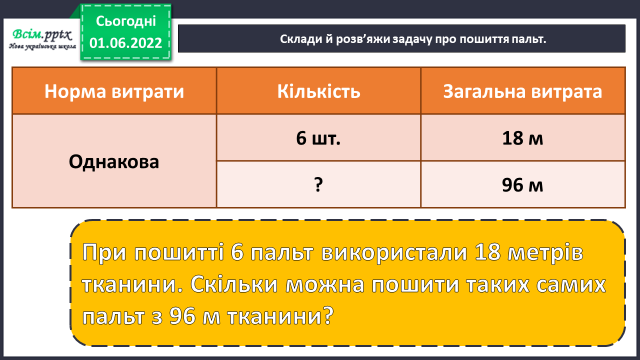 Всім.pptx
Нова українська школа
Сьогодні
01.06.2022
Склади й розв’яжи задачу про пошиття пальт.
Норма витрати Кількість Загальна витрата
Однакова
6 шт. 18 м
? 96 м
При пошитті 6 пальт використали 18 метрів
тканини. Скільки можна пошити таких самих
пальт з 96 м тканини?